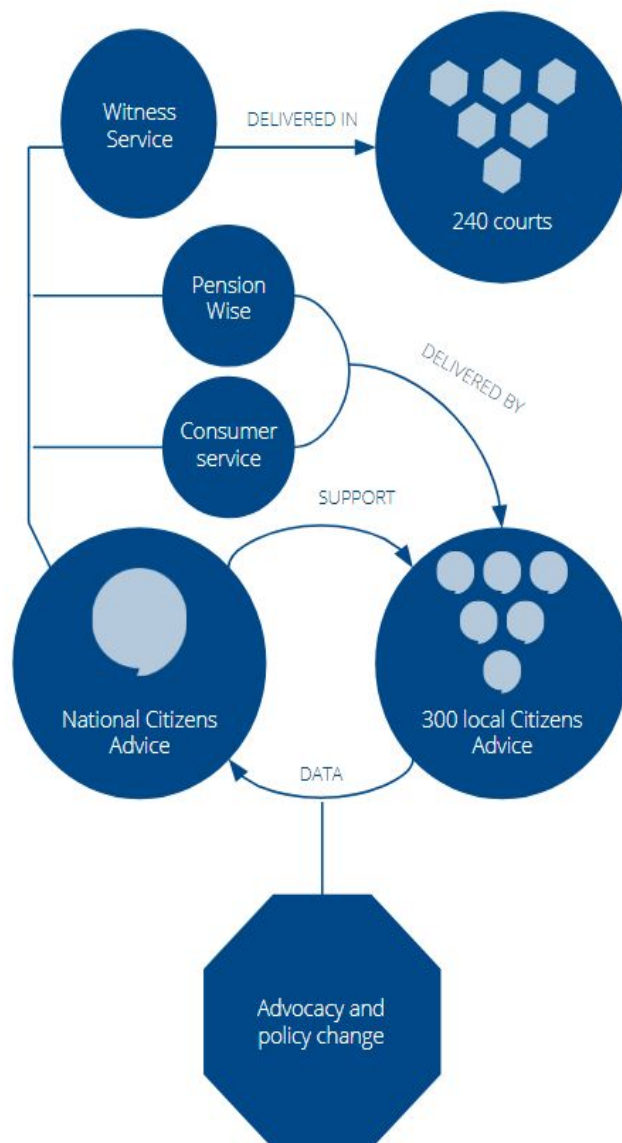 Witness
Service
DELIVERED IN
240 courts
Pension
Wise
DELIVERED BY
Consumer
service
SUPPORT
National Citizens
Advice
300 local Citizens
Advice
DATA
Advocacy and
policy change